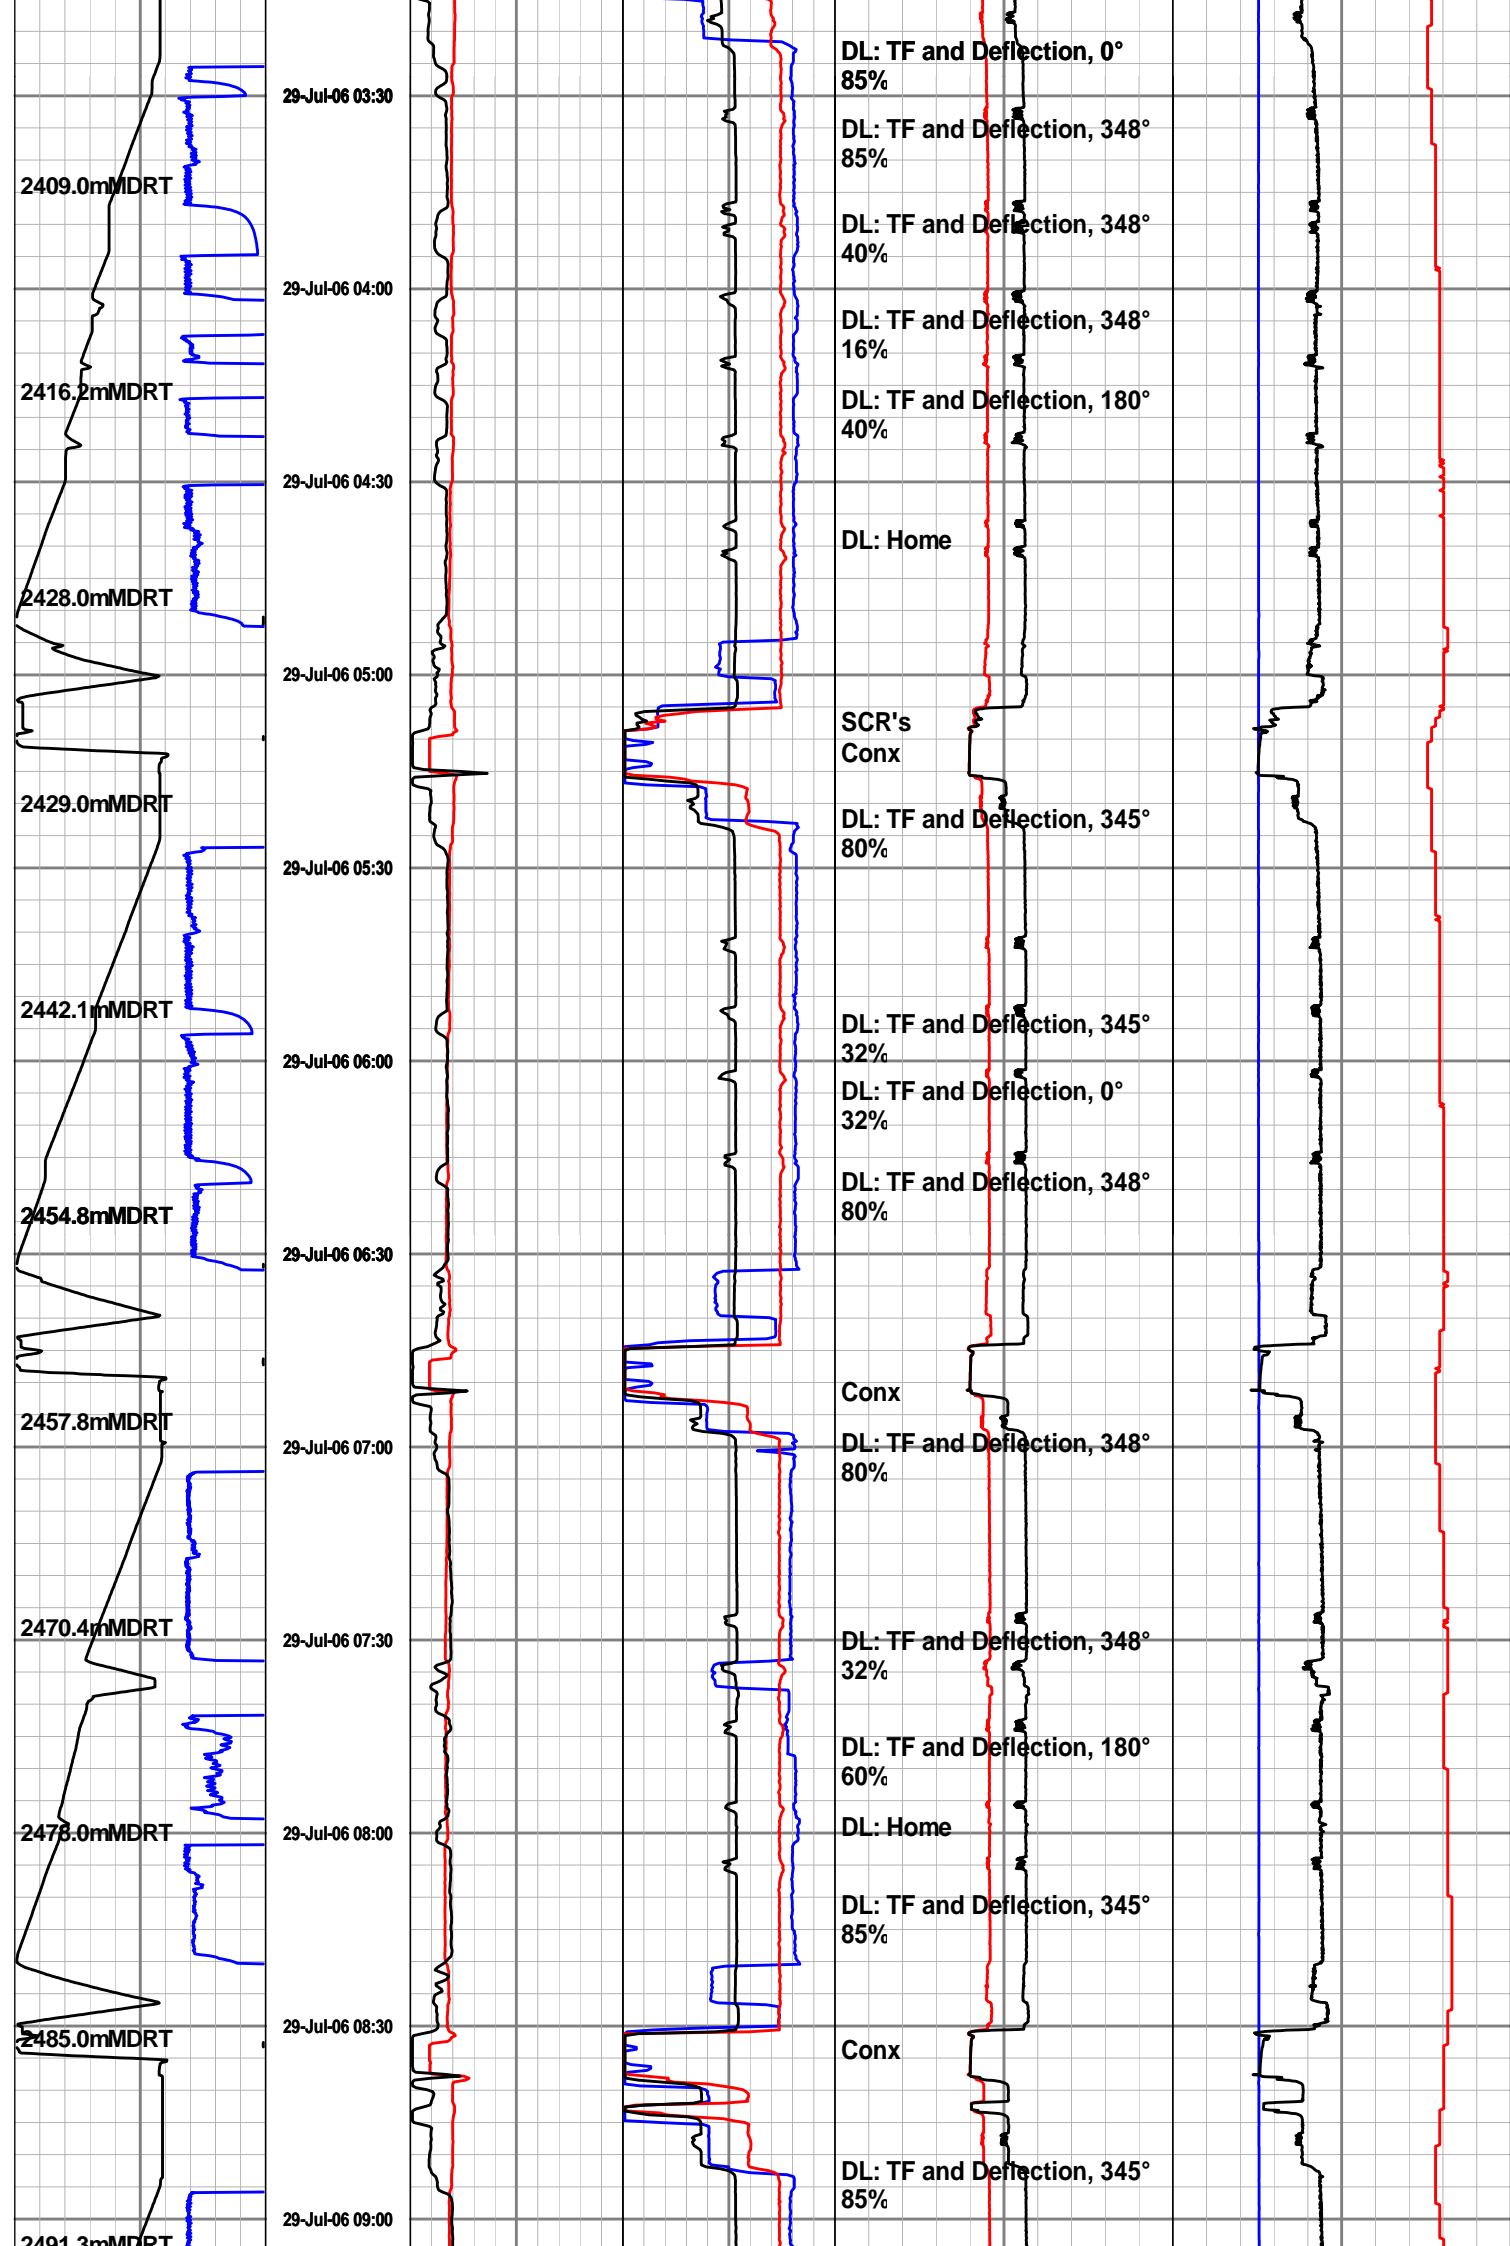 DL: TF and Deflection, 0°
85%
29-Jul-06 03:30
DL: TF and Deflection, 348°
85%
2409.0mMDRT
DL: TF and Deflection, 348°
40%
29-Jul-06 04:00
DL: TF and Deflection, 348°
16%
2416.2mMDRT
DL: TF and Deflection, 180°
40%
29-Jul-06 04:30
DL: Home
2428.0mMDRT
29-Jul-06 05:00
SCR's
Conx
2429.0mMDRT
DL: TF and Deflection, 345°
80%
29-Jul-06 05:30
2442.1mMDRT
DL: TF and Deflection, 345°
32%
29-Jul-06 06:00
DL: TF and Deflection, 0°
32%
DL: TF and Deflection, 348°
80%
2454.8mMDRT
29-Jul-06 06:30
Conx
2457.8mMDRT
DL: TF and Deflection, 348°
80%
29-Jul-06 07:00
2470.4mMDRT
DL: TF and Deflection, 348°
32%
29-Jul-06 07:30
DL: TF and Deflection, 180°
60%
DL: Home
2478.0mMDRT
29-Jul-06 08:00
DL: TF and Deflection, 345°
85%
29-Jul-06 08:30
2485.0mMDRT
Conx
DL: TF and Deflection, 345°
85%
29-Jul-06 09:00
2491.3mMDRT